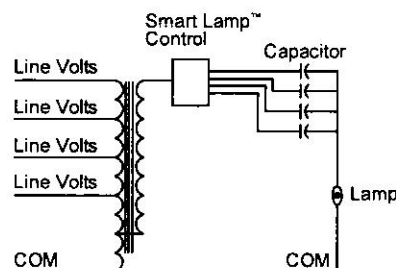 Smart Lamp™
Control
Capacitor
Line Volts
Line Volts
Line Volts
Line Volts
Lamp
COM
COM